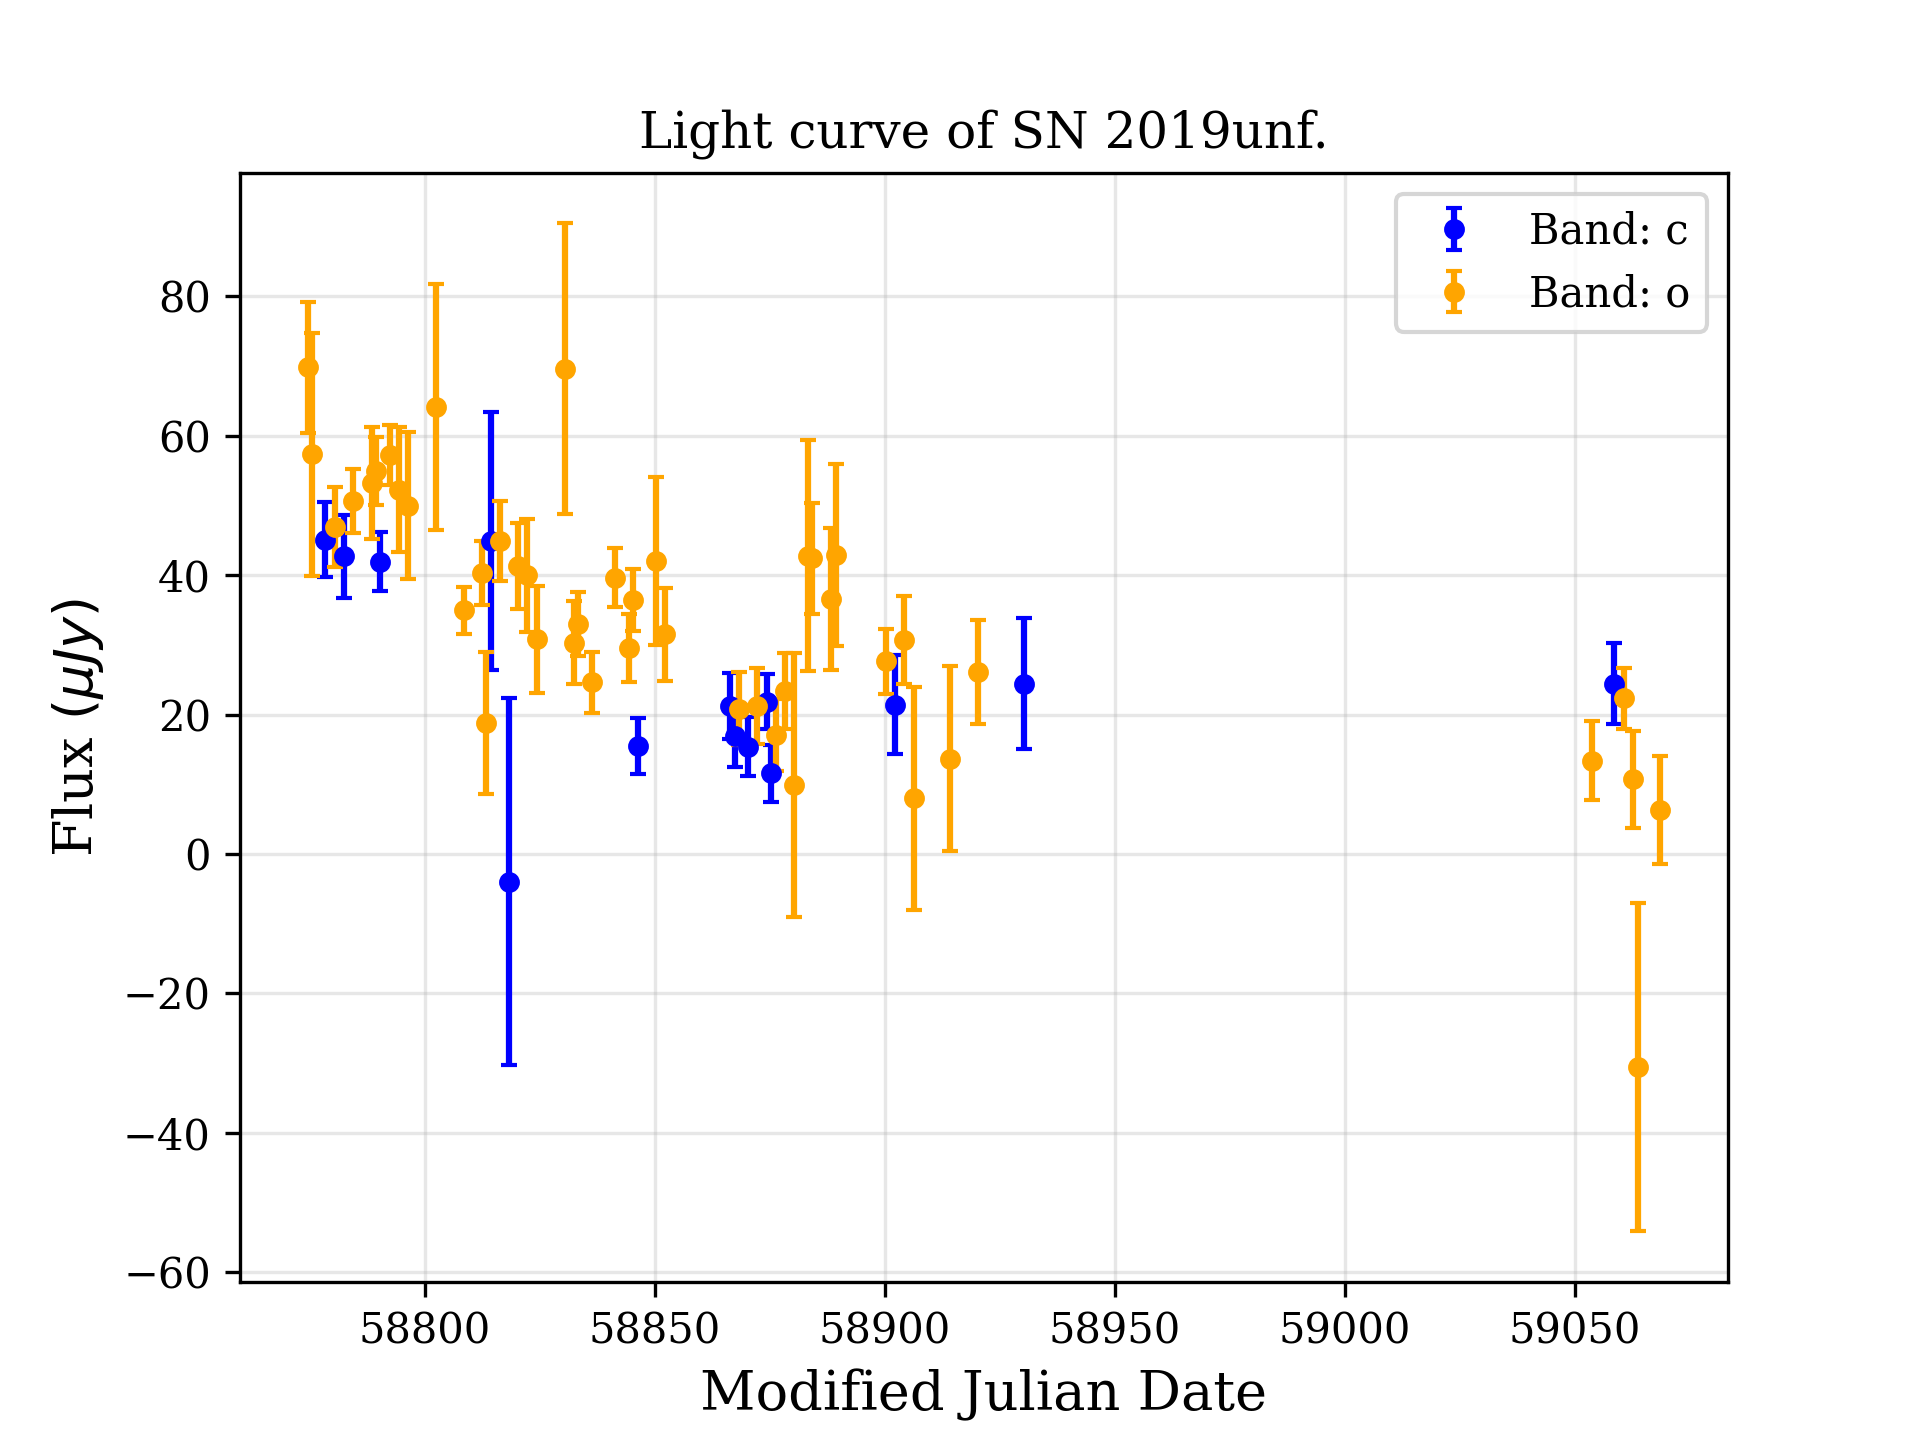 Light curve of SN 2019unf.
Band: c
Band: o
80
60
40
20
0
−20
−40
−60
Flux (μJy)
58800 58850 58900 58950 59000 59050
Modified Julian Date